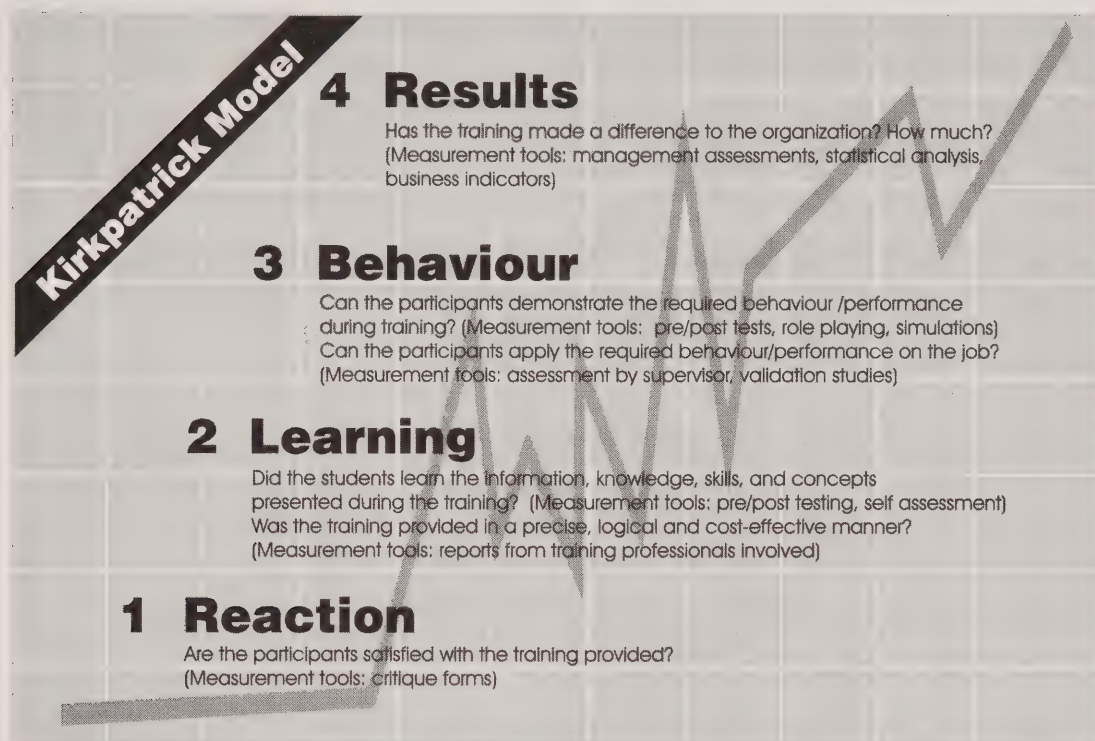 Kirkpatrick Model
4 Results
Has the training made a difference to the organization? How much?
(Measurement tools: management assessments, statistical analysis,
business indicators)
3 Behaviour
Can the participants demonstrate the required behaviour /performance
during training? (Measurement tools: pre/post tests, role playing, simulations)
Can the participants apply the required behaviour/performance on the job?
(Measurement tools: assessment by supervisor, validation studies)
2 Learning
Did the students learn the information, knowledge, skills, and concepts
presented during the training? (Measurement tools: pre/post testing, self assessment)
Was the training provided in a precise, logical and cost-effective manner?
(Measurement tools: reports from training professionals involved)
1 Reaction
Are the participants satisfied with the training provided?
(Measurement tools: critique forms)